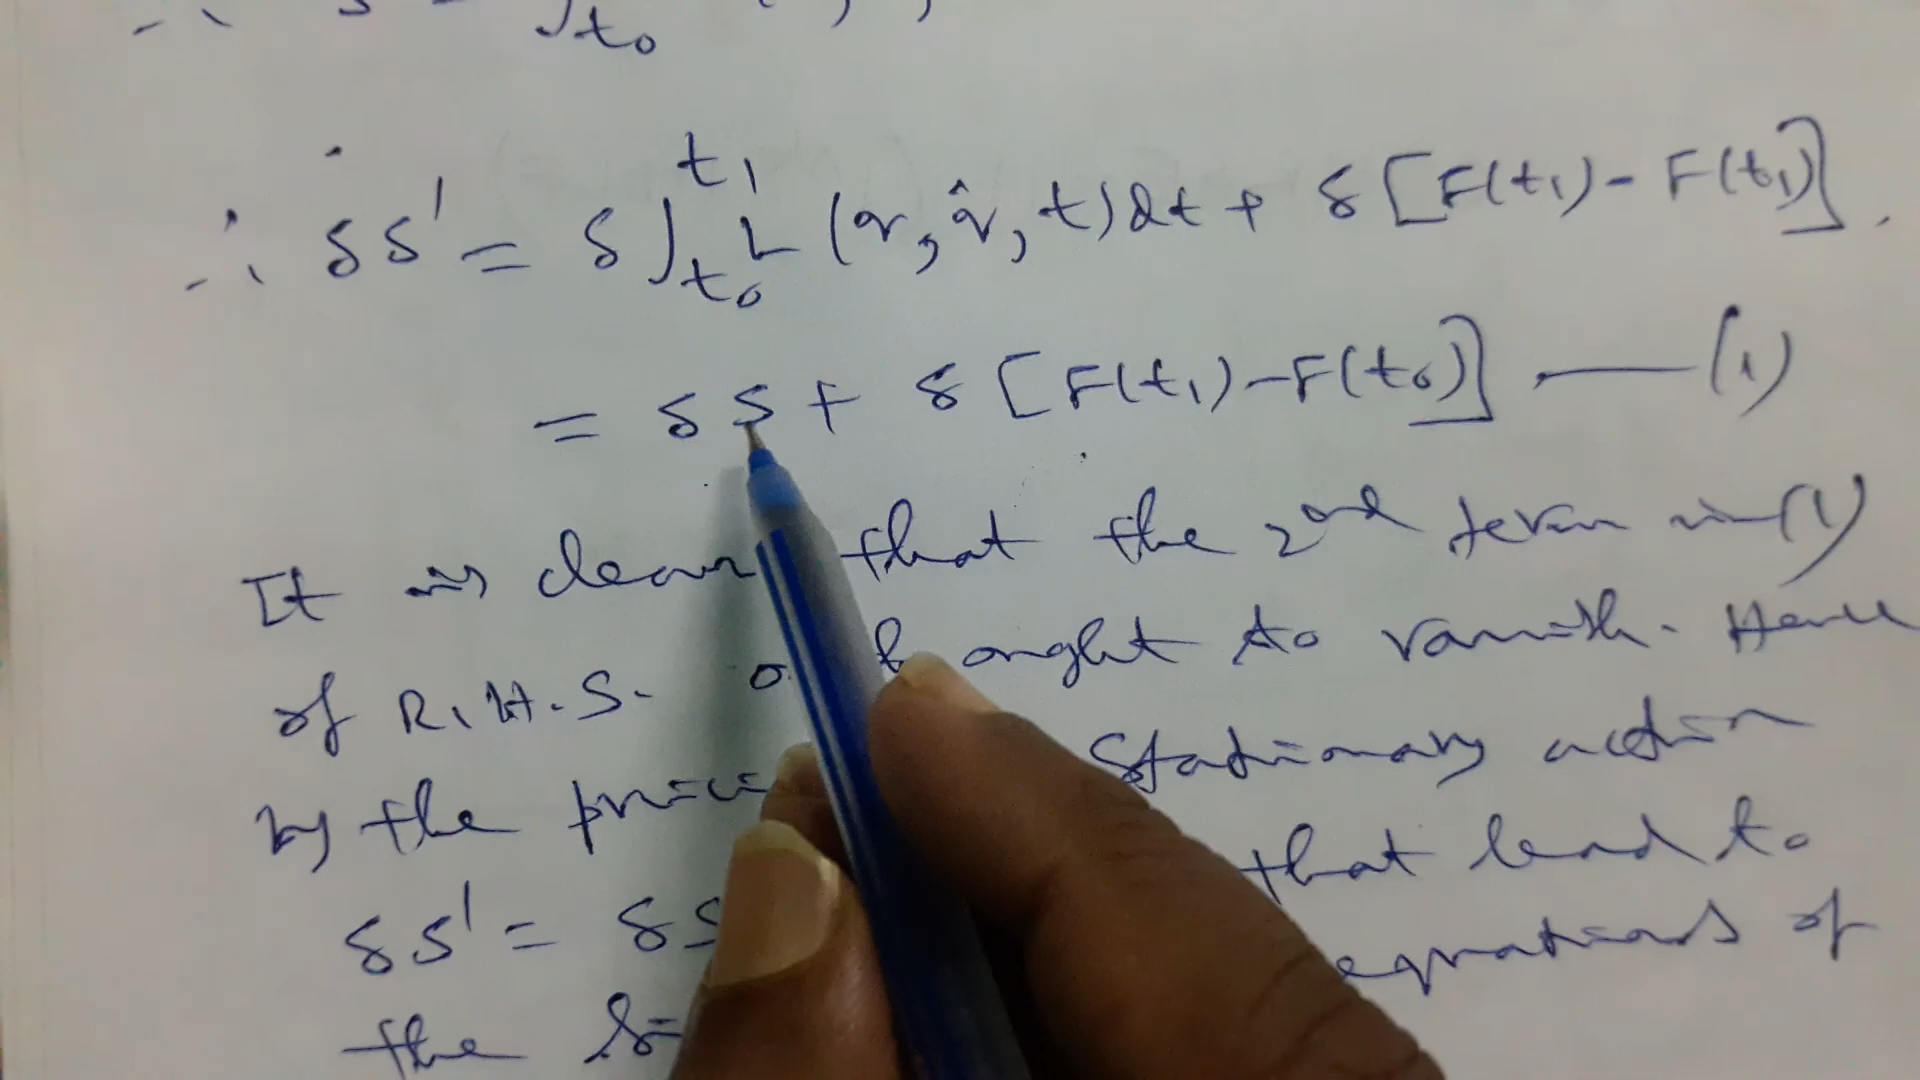 ∴ δS' = δ∫_{t0}^{t1} L (q, q̇, t) dt + δ [F(t1) - F(t1)].
= δS + δ [F(t1) - F(t0)] —— (1)
It is clear that the 2nd term in (1)
of R.H.S. ought to vanish. Hence
by the stationary action
δS' = δS that lead to
the equations of